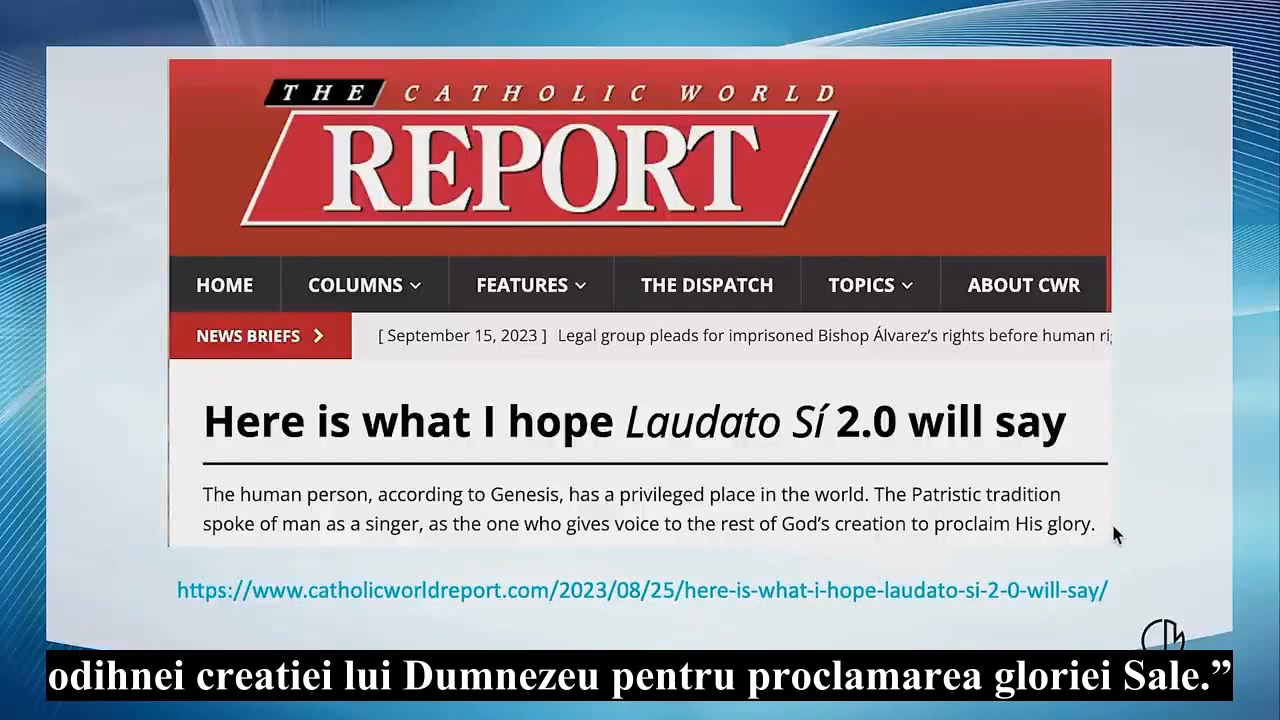 THE CATHOLIC WORLD
REPORT
HOME COLUMNS FEATURES THE DISPATCH TOPICS ABOUT CWR
NEWS BRIEFS [ September 15, 2023 ] Legal group pleads for imprisoned Bishop Álvarez’s rights before human
Here is what I hope Laudato Sí 2.0 will say
The human person, according to Genesis, has a privileged place in the world. The Patristic tradition
spoke of man as a singer, as the one who gives voice to the rest of God’s creation to proclaim His glory.
https://www.catholicworldreport.com/2023/08/25/here-is-what-i-hope-laudato-si-2-0-will-say/
odihnei creatiei lui Dumnezeu pentru proclamarea gloriei Sale.”